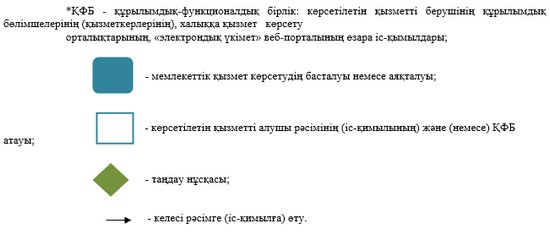 *ҚФБ - құрылымдық-функционалдық бірлік: көрсетілетін қызметті берушінің құрылымдық
бөлімшелерінің (қызметкерлерінің), халыққа қызмет көрсету
орталықтарының, «электрондық үкімет» веб-порталының өзара іс-қымылдары;
- мемлекеттік қызмет көрсетудің басталуы немесе аяқталуы;
- көрсетілетін қызметті алушы рәсімінің (іс-қимылының) және (немесе) ҚФБ
атауы;
- таңдау нұсқасы;
- келесі рәсімге (іс-қимылға) өту.